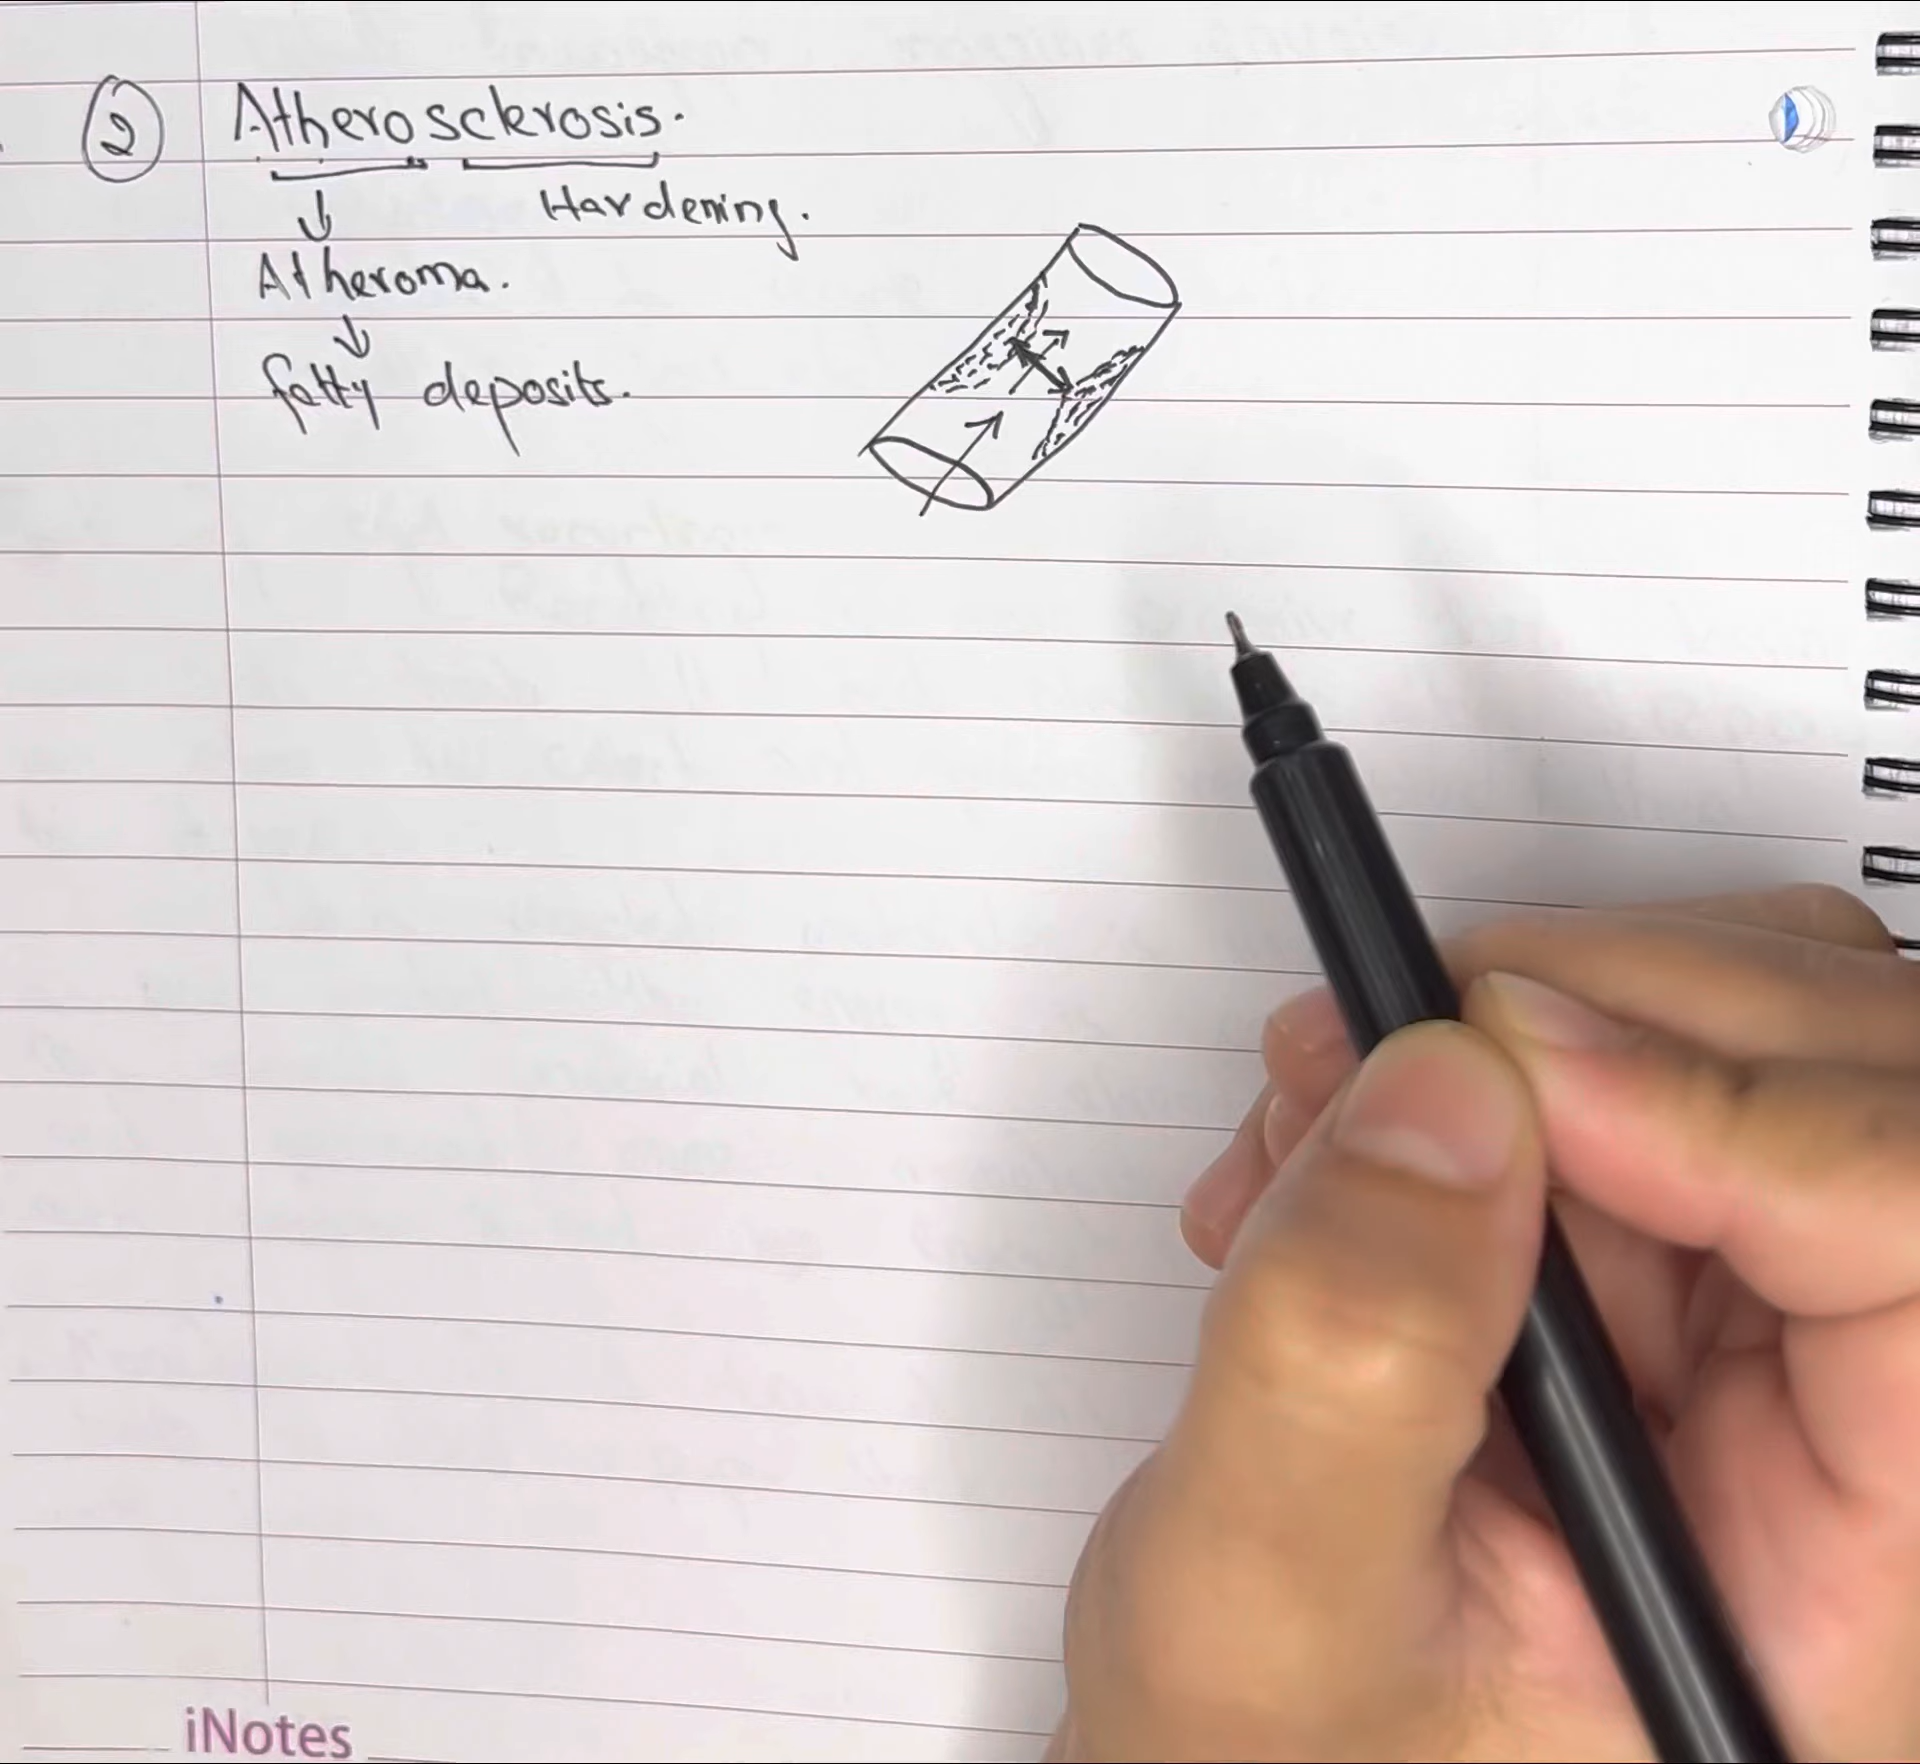 2 Atherosclerosis.
Hardening.
Atheroma.
fatty deposits.
iNotes